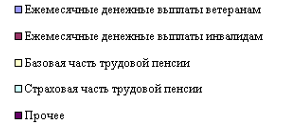 Ежемесячные денежные выплаты ветеранам
Ежемесячные денежные выплаты инвалидам
Базовая часть трудовой пенсии
Страховая часть трудовой пенсии
Прочее